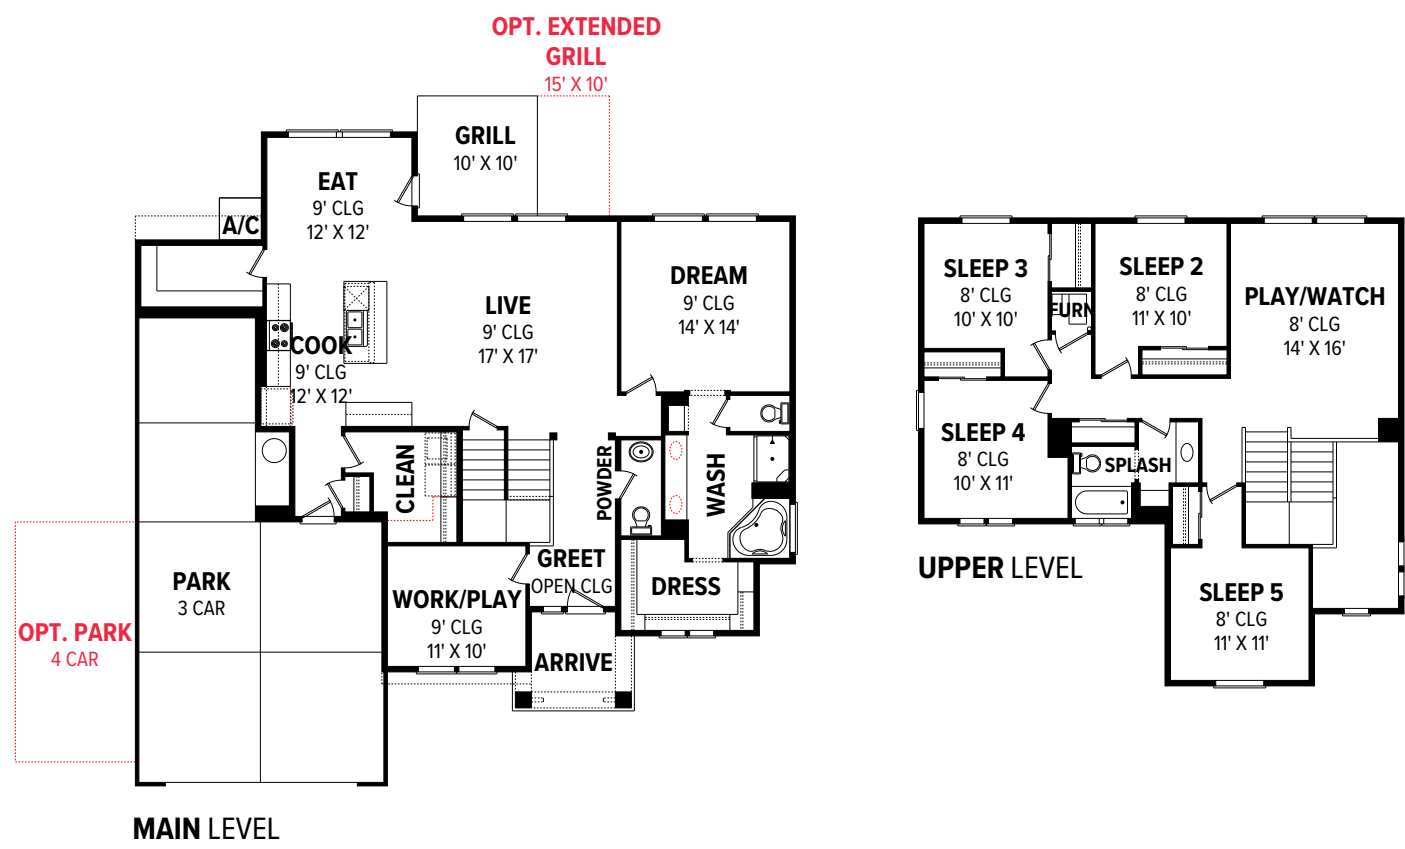 OPT. EXTENDED
GRILL
15' X 10'
GRILL
10' X 10'
EAT
9' CLG
12' X 12'
A/C
LIVE
9' CLG
17' X 17'
DREAM
9' CLG
14' X 14'
COOK
9' CLG
12' X 12'
CLEAN
POWDER
WASH
GREET
OPEN CLG
DRESS
WORK/PLAY
9' CLG
11' X 10'
ARRIVE
PARK
3 CAR
OPT. PARK
4 CAR
MAIN LEVEL
SLEEP 3
8' CLG
10' X 10'
FURN
SLEEP 2
8' CLG
11' X 10'
PLAY/WATCH
8' CLG
14' X 16'
SLEEP 4
8' CLG
10' X 11'
SPLASH
SLEEP 5
8' CLG
11' X 11'
UPPER LEVEL